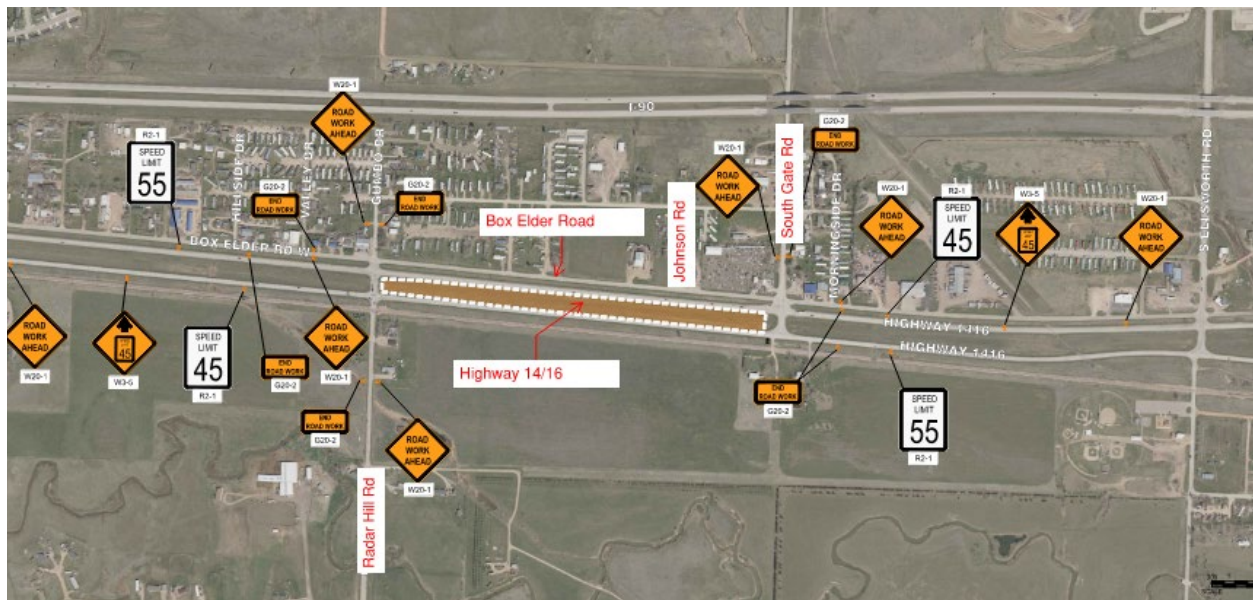 I-90
W20-1
ROAD
WORK
AHEAD
R2-1
SPEED
LIMIT
55
HILLSIDE DR
VALLEY DR
GUMBO DR
G20-2
END
ROAD WORK
G20-2
END
ROAD WORK
BOX ELDER RD W
Box Elder Road
Johnson Rd
W20-1
ROAD
WORK
AHEAD
South Gate Rd
G20-2
END
ROAD WORK
MORNINGSIDE DR
W20-1
ROAD
WORK
AHEAD
R2-1
SPEED
LIMIT
45
W3-5
45
W20-1
ROAD
WORK
AHEAD
S ELLSWORTH RD
HIGHWAY 1416
HIGHWAY 1416
ROAD
WORK
AHEAD
W20-1
45
W3-5
SPEED
LIMIT
45
R2-1
END
ROAD WORK
G20-2
ROAD
WORK
AHEAD
W20-1
Highway 14/16
END
ROAD WORK
G20-2
ROAD
WORK
AHEAD
W20-1
Radar Hill Rd
END
ROAD WORK
G20-2
SPEED
LIMIT
55
R2-1